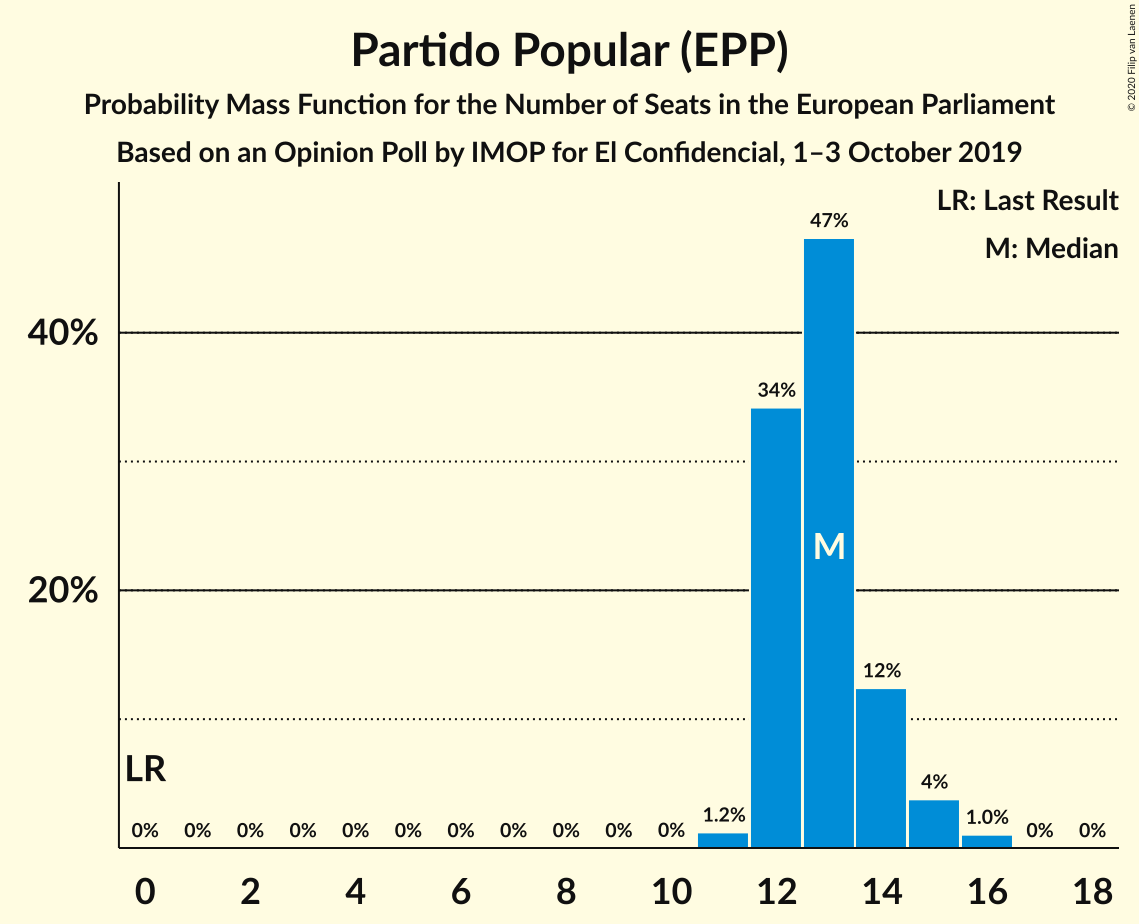 Partido Popular (EPP)
Probability Mass Function for the Number of Seats in the European Parliament
Based on an Opinion Poll by IMOP for El Confidencial, 1–3 October 2019
© 2020 Filip van Laenen
LR: Last Result
M: Median
47%
40%
34%
M
20%
12%
LR
4%
1.2%
1.0%
0% 0% 0% 0% 0% 0% 0% 0% 0% 0% 0% 0% 0%
0 2 4 6 8 10 12 14 16 18